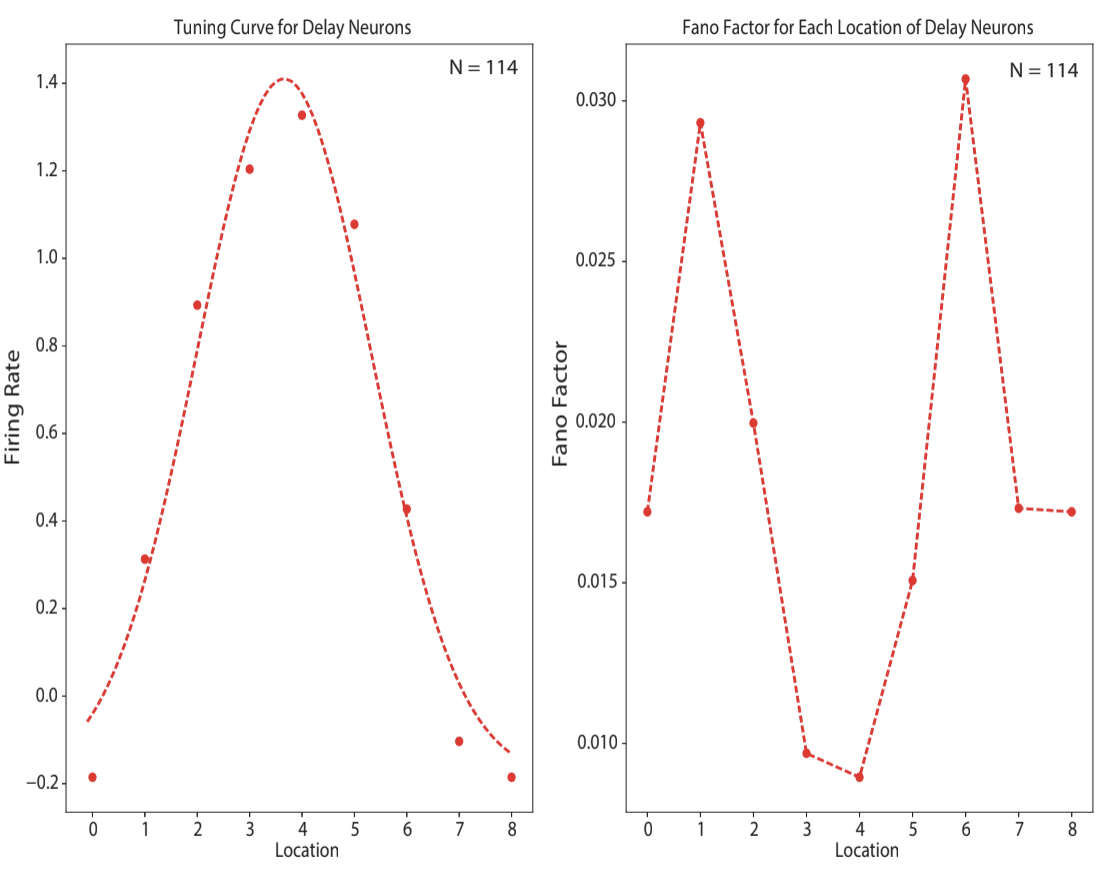 Tuning Curve for Delay Neurons
N = 114
1.4
1.2
1.0
0.8
0.6
0.4
0.2
0.0
−0.2
Firing Rate
0 1 2 3 4 5 6 7 8
Location
Fano Factor for Each Location of Delay Neurons
N = 114
0.030
0.025
0.020
0.015
0.010
Fano Factor
0 1 2 3 4 5 6 7 8
Location